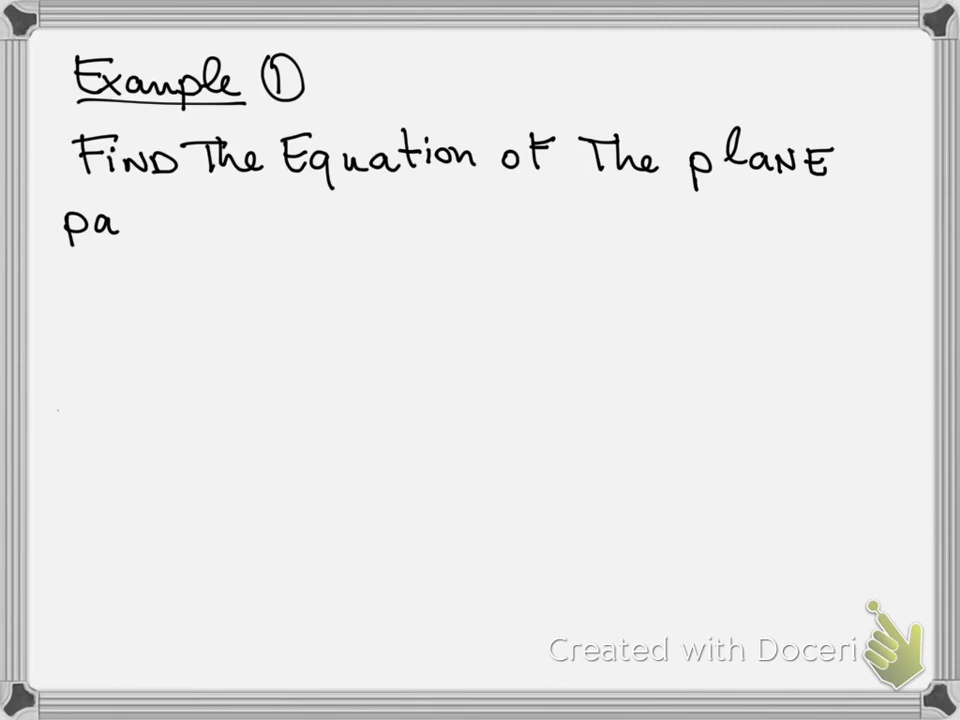 Example ①
Find The Equation of The plane
pa
Created with Doceri